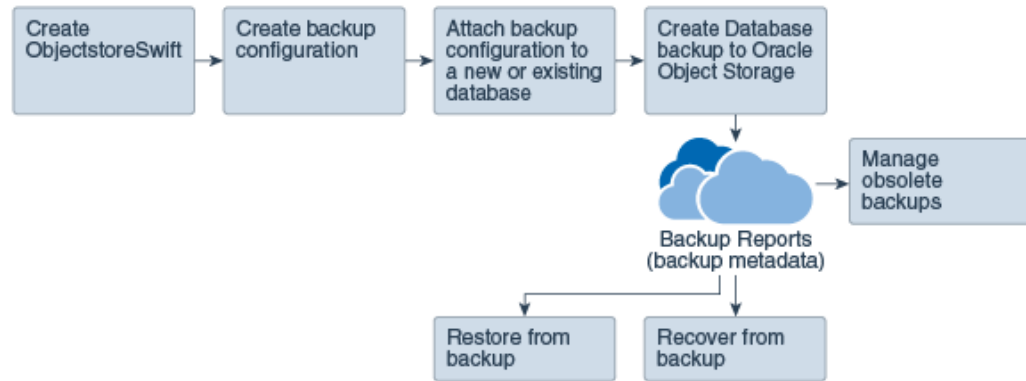 Create
ObjectstoreSwift
Create backup
configuration
Attach backup
configuration to
a new or existing
database
Create Database
backup to Oracle
Object Storage
Manage
obsolete
backups
Backup Reports
(backup metadata)
Restore from
backup
Recover from
backup